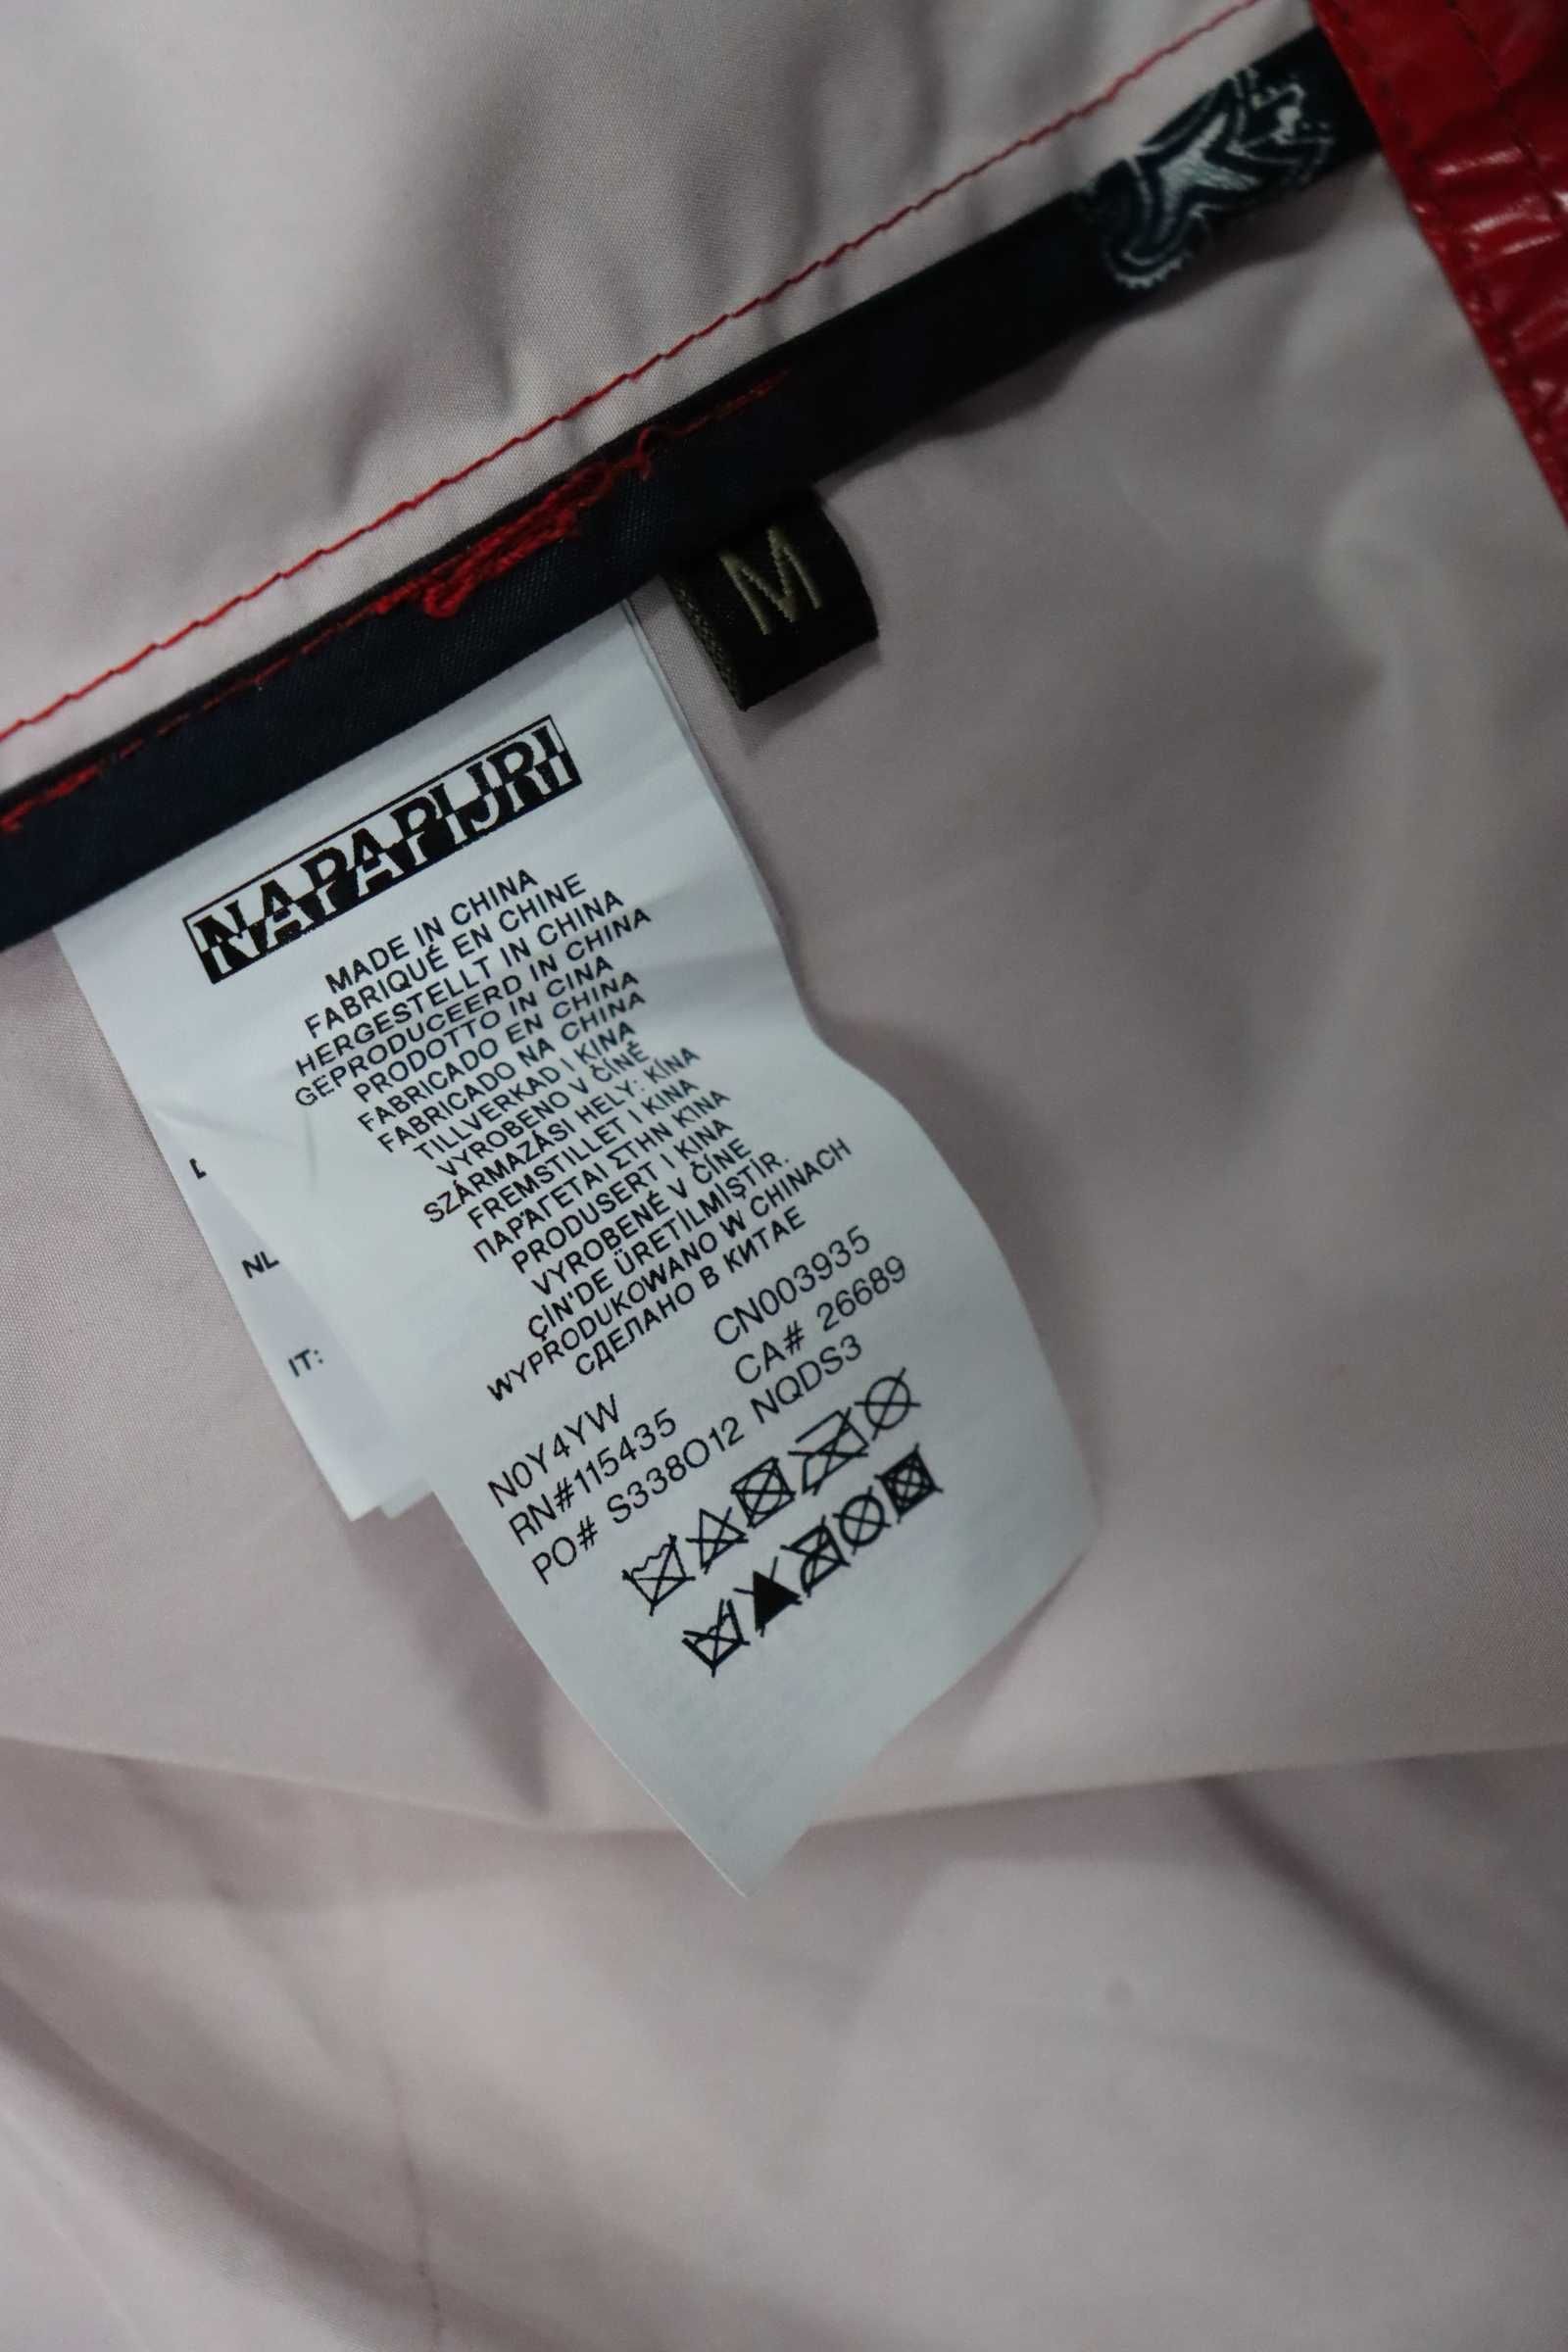 M
NAPAPIJRI
MADE IN CHINA
FABRIQUÉ EN CHINE
HERGESTELLT IN CHINA
GEPRODUCEERD IN CHINA
PRODOTTO IN CINA
FABRICADO EN CHINA
FABRICADO NA CHINA
TILLVERKAD I KINA
VYROBENO V ČÍNĚ
SZÁRMAZÁSI HELY: KÍNA
FREMSTILLET I KINA
ΠΑΡΑΓΕΤΑΙ ΣΤΗΝ ΚΊΝΑ
PRODUSERT I KINA
VYROBENÉ V ČÍNE
ÇİN'DE ÜRETİLMİŞTİR.
WYPRODUKOWANO W CHINACH
СДЕЛАНО В КИТАЕ
N0Y4YW CN003935
RN#115435 CA# 26689
PO# S338O12 NQDS3
NL
IT: